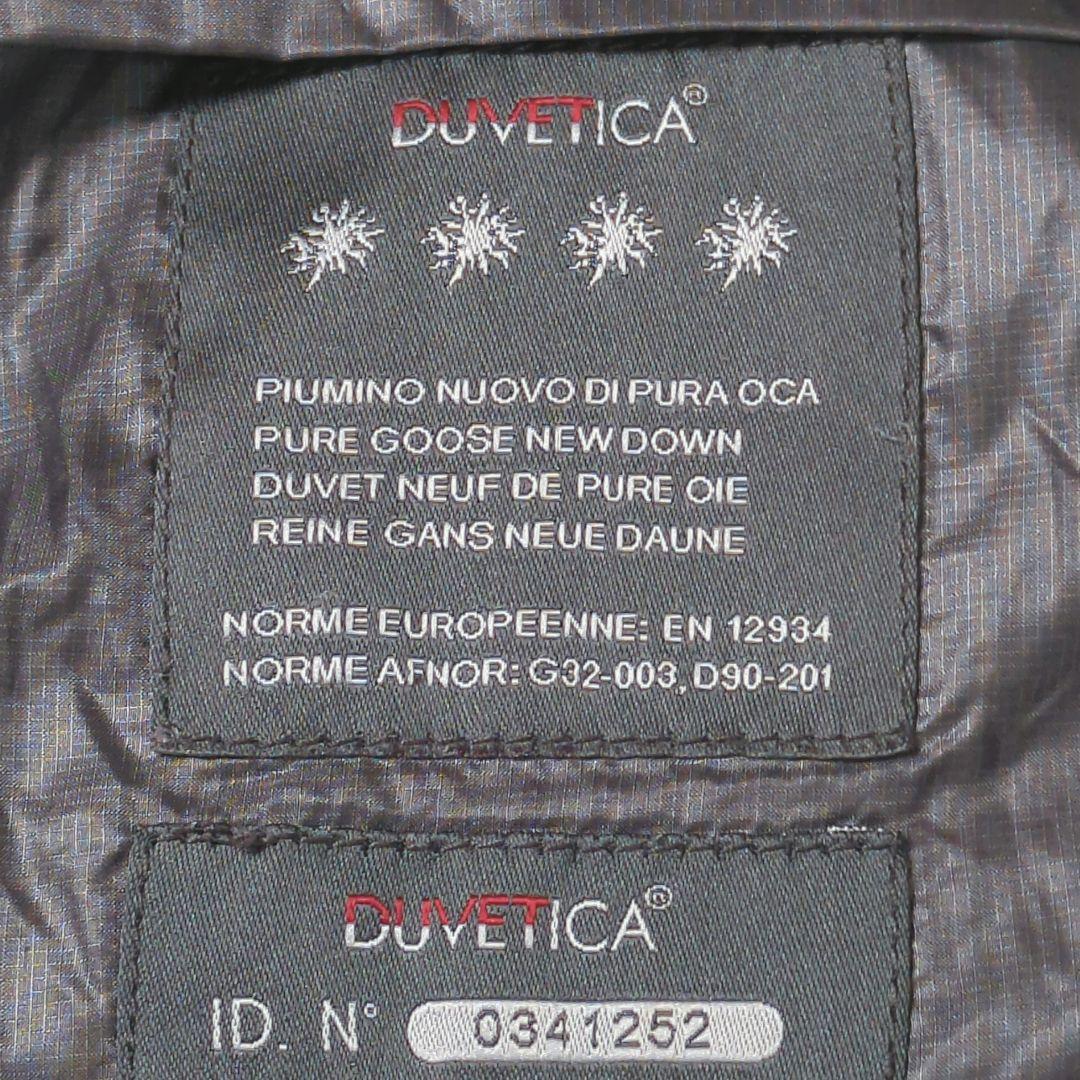 DUVETICA®
PIUMINO NUOVO DI PURA OCA
PURE GOOSE NEW DOWN
DUVET NEUF DE PURE OIE
REINE GANS NEUE DAUNE
NORME EUROPEENNE: EN 12934
NORME AFNOR: G32-003, D90-201
DUVETICA®
ID. N° 0341252